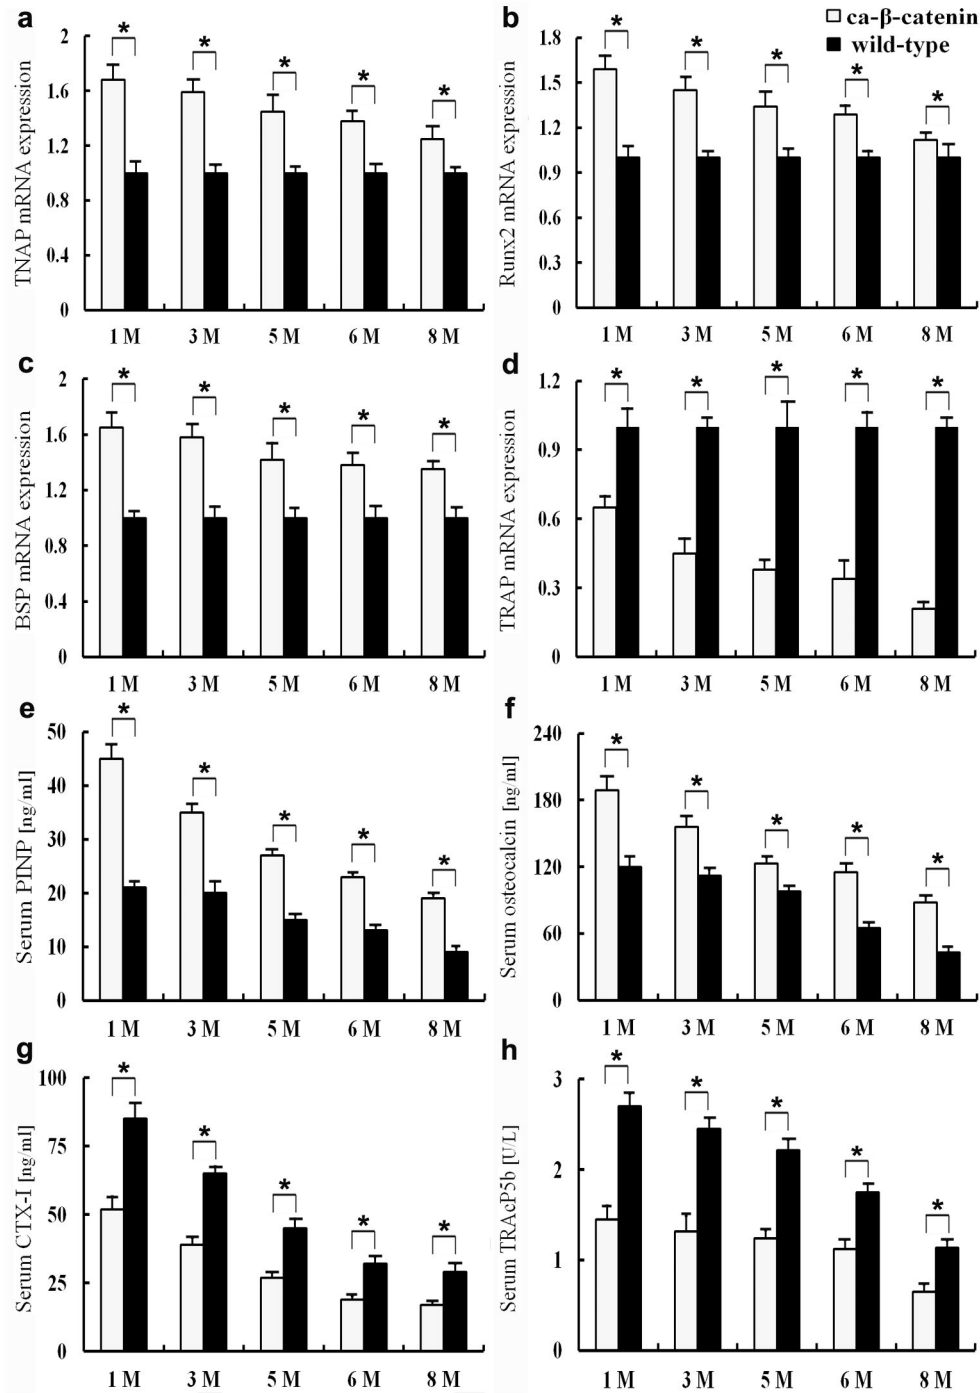 a
TNAP mRNA expression
2
*
*
*
*
*
1.6
1.2
0.8
0.4
0
1 M 3 M 5 M 6 M 8 M
b
ca-β-catenin
wild-type
Runx2 mRNA expression
1.8
*
*
*
*
*
1.5
1.2
0.9
0.6
0.3
0
1 M 3 M 5 M 6 M 8 M
c
BSP mRNA expression
2
*
*
*
*
*
1.6
1.2
0.8
0.4
0
1 M 3 M 5 M 6 M 8 M
d
TRAP mRNA expression
1.2
* * * * *
0.9
0.6
0.3
0
1 M 3 M 5 M 6 M 8 M
e
Serum PINP [ng/ml]
50
*
*
*
*
*
40
30
20
10
0
1 M 3 M 5 M 6 M 8 M
f
Serum osteocalcin [ng/ml]
240
*
*
*
*
*
180
120
60
0
1 M 3 M 5 M 6 M 8 M
g
Serum CTX-I [ng/ml]
100
*
*
*
*
*
75
50
25
0
1 M 3 M 5 M 6 M 8 M
h
Serum TRAcP5b [U/L]
3
*
*
*
*
*
2
1
0
1 M 3 M 5 M 6 M 8 M